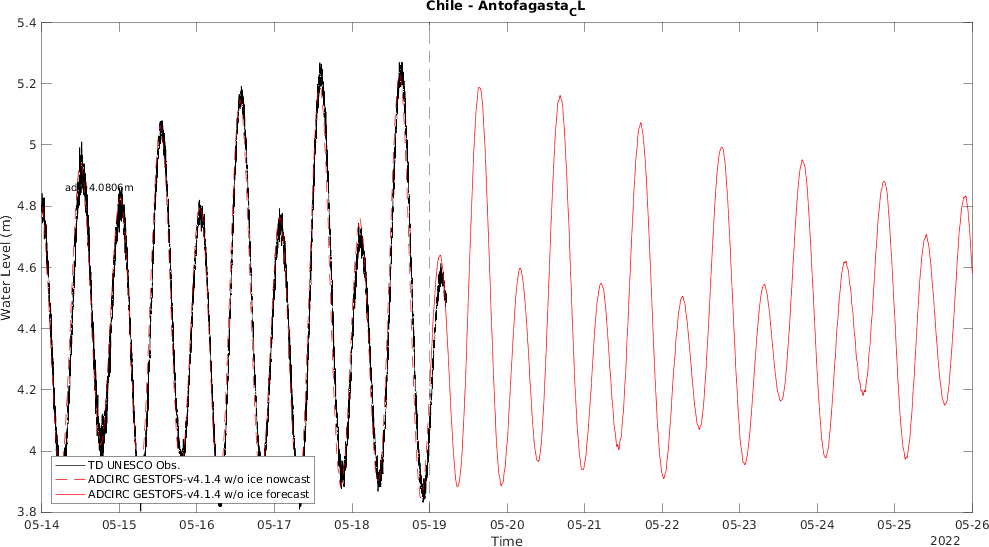 Chile - Antofagasta_CL
5.4
5.2
5
4.8
4.6
4.4
4.2
4
3.8
Water Level (m)
4.0806m
TD UNESCO Obs.
ADCIRC GESTOFS-v4.1.4 w/o ice nowcast
ADCIRC GESTOFS-v4.1.4 w/o ice forecast
05-14 05-15 05-16 05-17 05-18 05-19 05-20 05-21 05-22 05-23 05-24 05-25 05-26
Time
2022